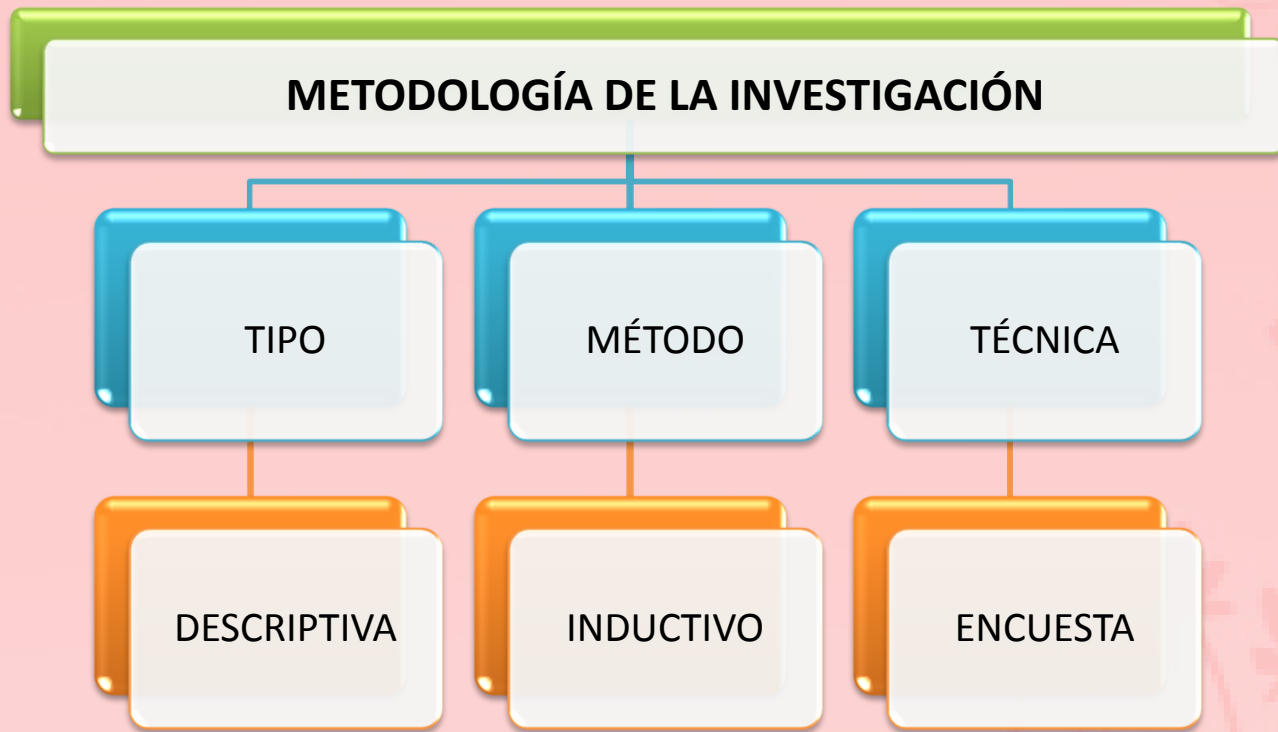 METODOLOGÍA DE LA INVESTIGACIÓN
TIPO
MÉTODO
TÉCNICA
DESCRIPTIVA
INDUCTIVO
ENCUESTA